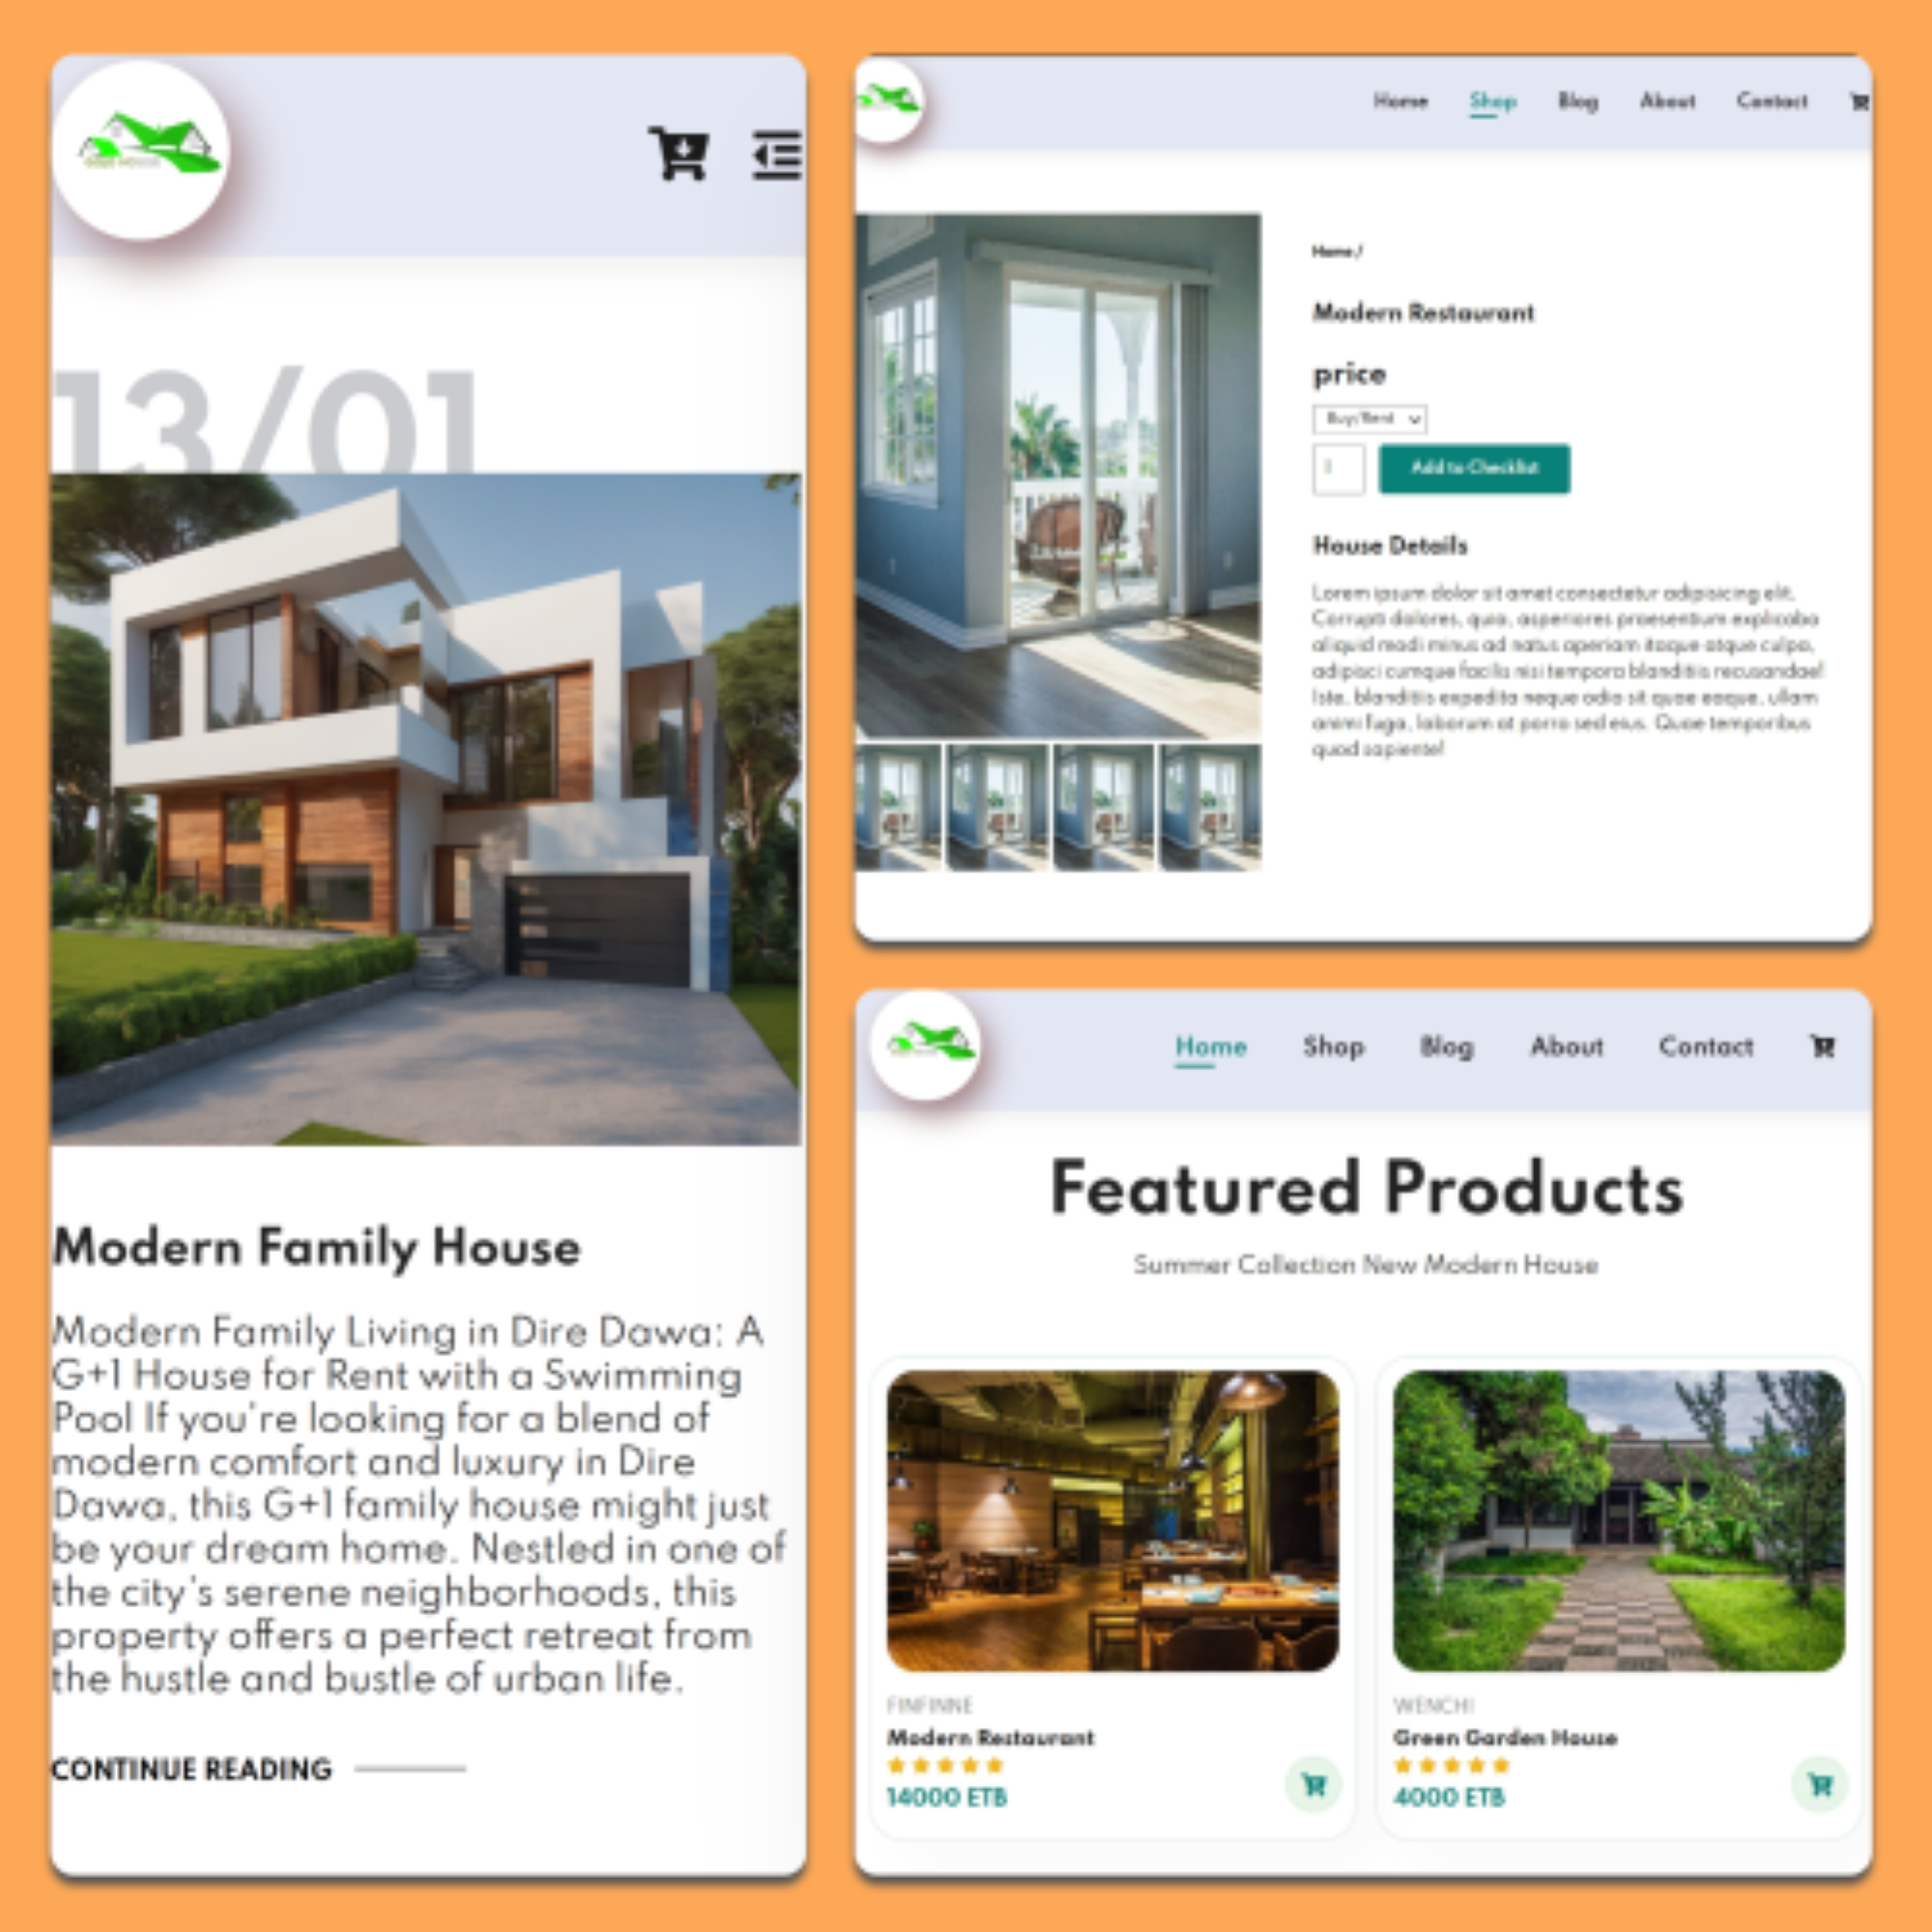 13/01
Modern Family House
Modern Family Living in Dire Dawa: A
G+1 House for Rent with a Swimming
Pool If you're looking for a blend of
modern comfort and luxury in Dire
Dawa, this G+1 family house might just
be your dream home. Nestled in one of
the city's serene neighborhoods, this
property offers a perfect retreat from
the hustle and bustle of urban life.
CONTINUE READING
Home Shop Blog About Contact
Home /
Modern Restaurant
price
Buy/Rent
1
Add to Checklist
House Details
Lorem ipsum dolor sit amet consectetur adipisicing elit.
Corrupti dolores, quia, asperiores praesentium explicabo
aliquid modi minus ad natus aperiam itaque atque culpa,
adipisci cumque facilis nisi tempora blanditiis recusandae!
Iste, blanditiis expedita neque odio sit quae eaque, ullam
animi fuga, laborum at porro sed eius. Quae temporibus
quod sapiente!
Home Shop Blog About Contact
Featured Products
Summer Collection New Modern House
FINFINNE
Modern Restaurant
14000 ETB
WENCHI
Green Garden House
4000 ETB